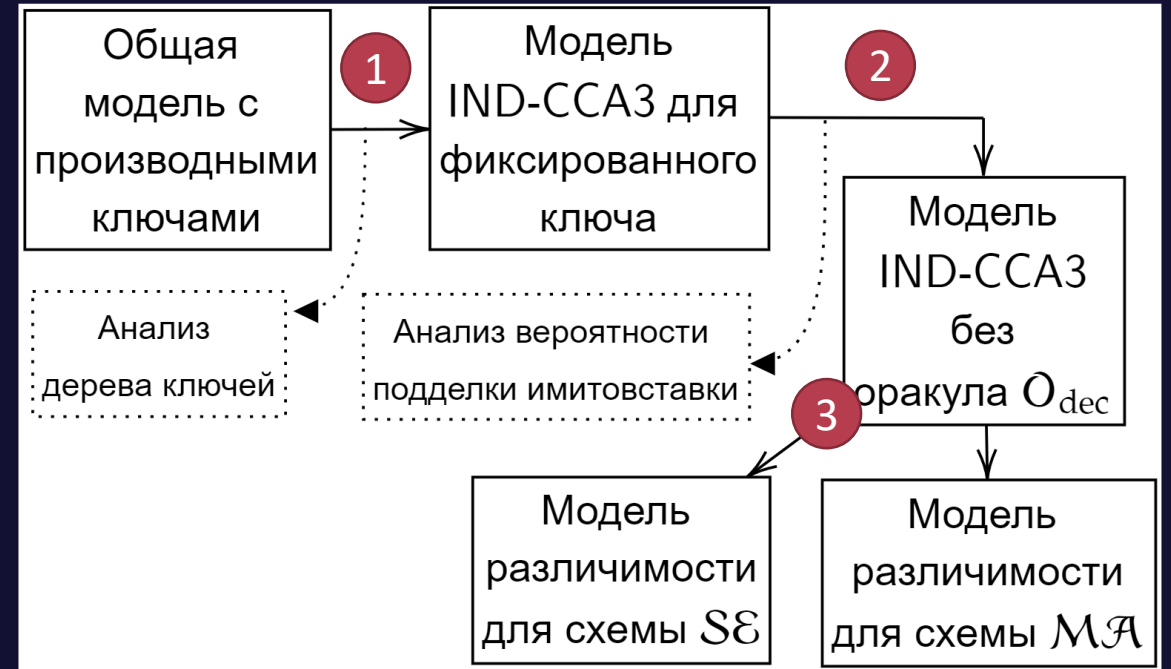 Общая
модель с
производными
ключами
1
Модель
IND-CCA3 для
фиксированного
ключа
2
Модель
IND-CCA3
без
оракула 𝒪dec
Анализ
дерева ключей
Анализ вероятности
подделки имитовставки
3
Модель
различимости
для схемы 𝒮ℰ
Модель
различимости
для схемы ℳ𝒜